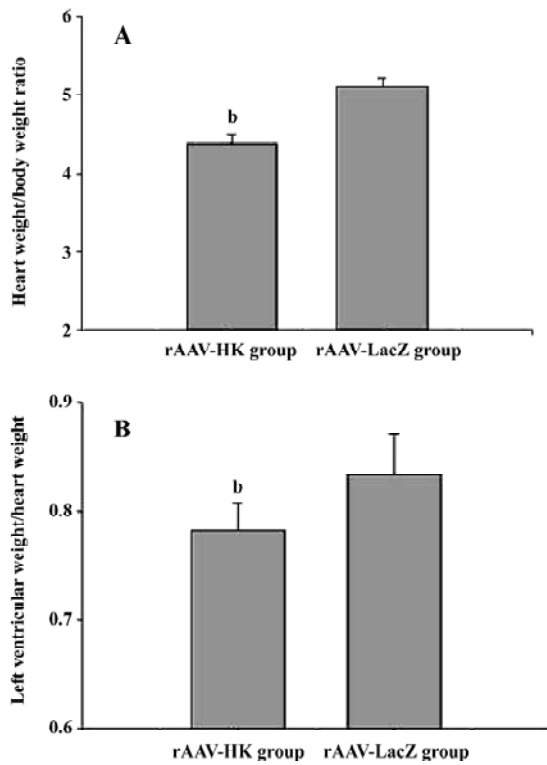 A
Heart weight/body weight ratio
6
5
4
3
2
b
rAAV-HK group rAAV-LacZ group
B
Left ventricular weight/heart weight
0.9
0.8
0.7
0.6
b
rAAV-HK group rAAV-LacZ group